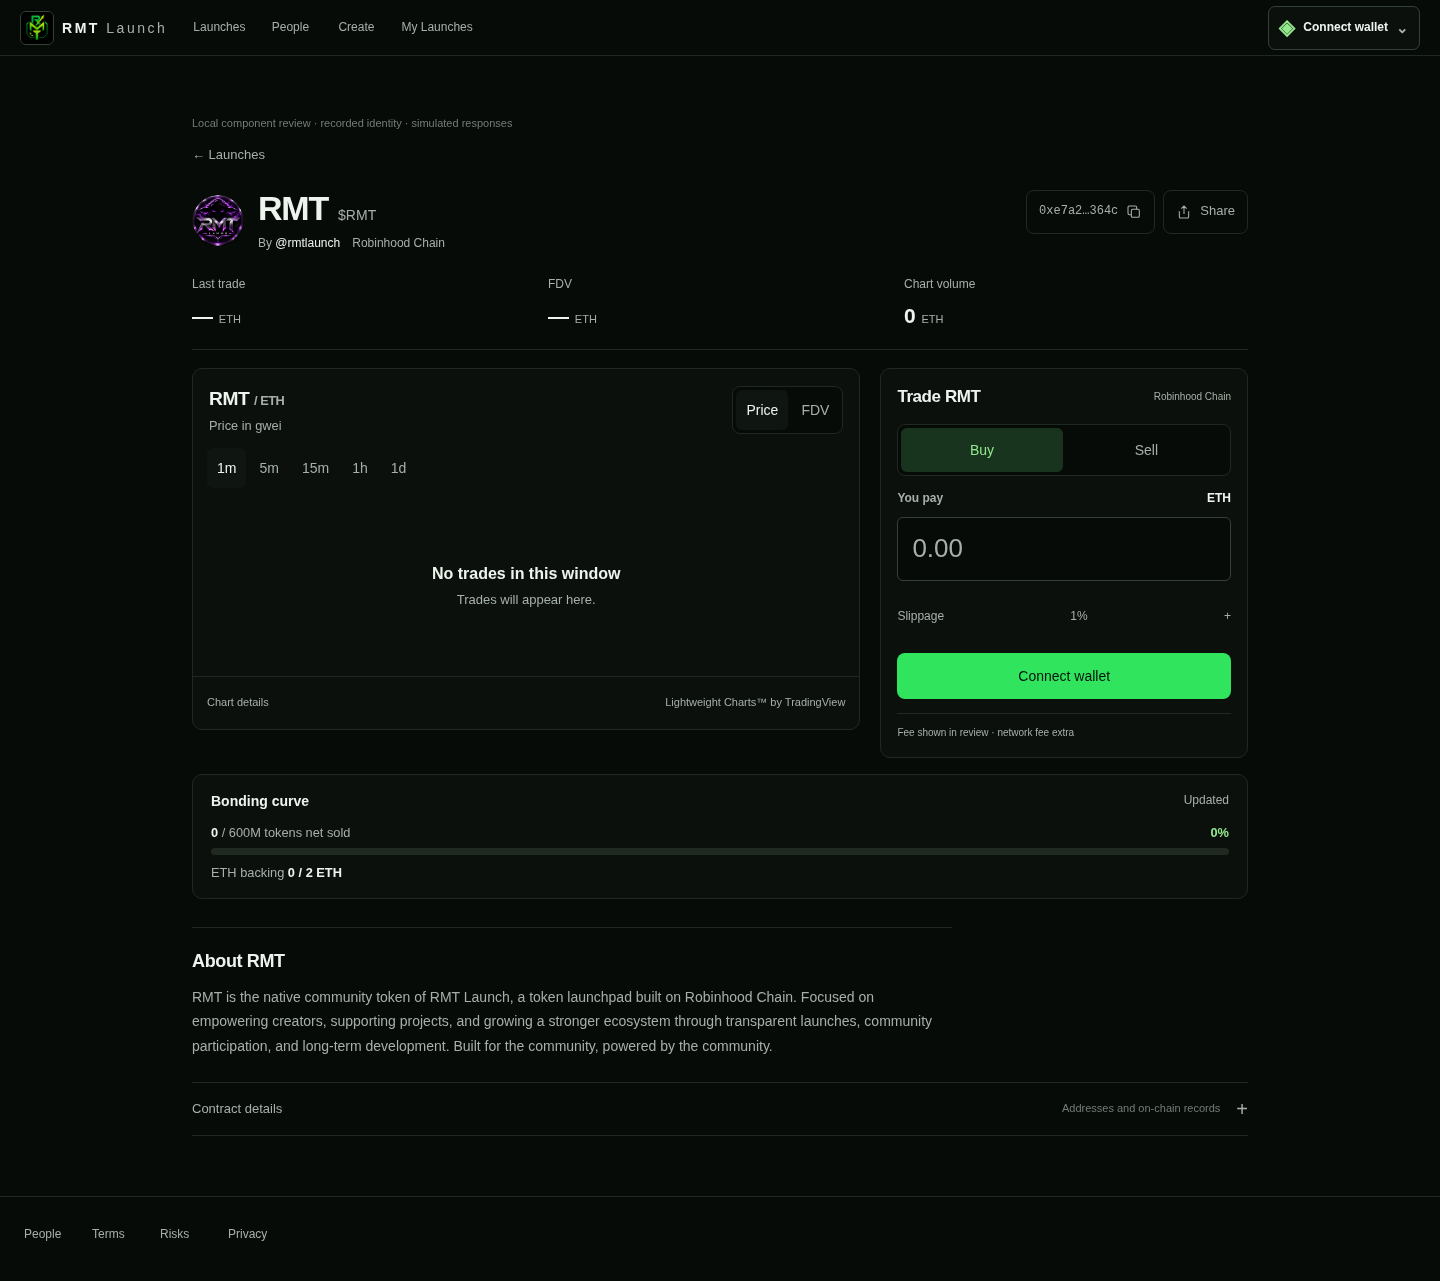 RMT Launch
Launches
People
Create
My Launches
Connect wallet
Local component review · recorded identity · simulated responses
← Launches
RMT $RMT
By @rmtlaunch Robinhood Chain
0xe7a2…364c
Share
Last trade
— ETH
FDV
— ETH
Chart volume
0 ETH
RMT / ETH
Price in gwei
Price
FDV
1m
5m
15m
1h
1d
No trades in this window
Trades will appear here.
Chart details
Lightweight Charts™ by TradingView
Trade RMT
Robinhood Chain
Buy
Sell
You pay
ETH
0.00
Slippage
1%
+
Connect wallet
Fee shown in review · network fee extra
Bonding curve
Updated
0 / 600M tokens net sold
0%
ETH backing 0 / 2 ETH
About RMT
RMT is the native community token of RMT Launch, a token launchpad built on Robinhood Chain. Focused on
empowering creators, supporting projects, and growing a stronger ecosystem through transparent launches, community
participation, and long-term development. Built for the community, powered by the community.
Contract details
Addresses and on-chain records
+
People
Terms
Risks
Privacy